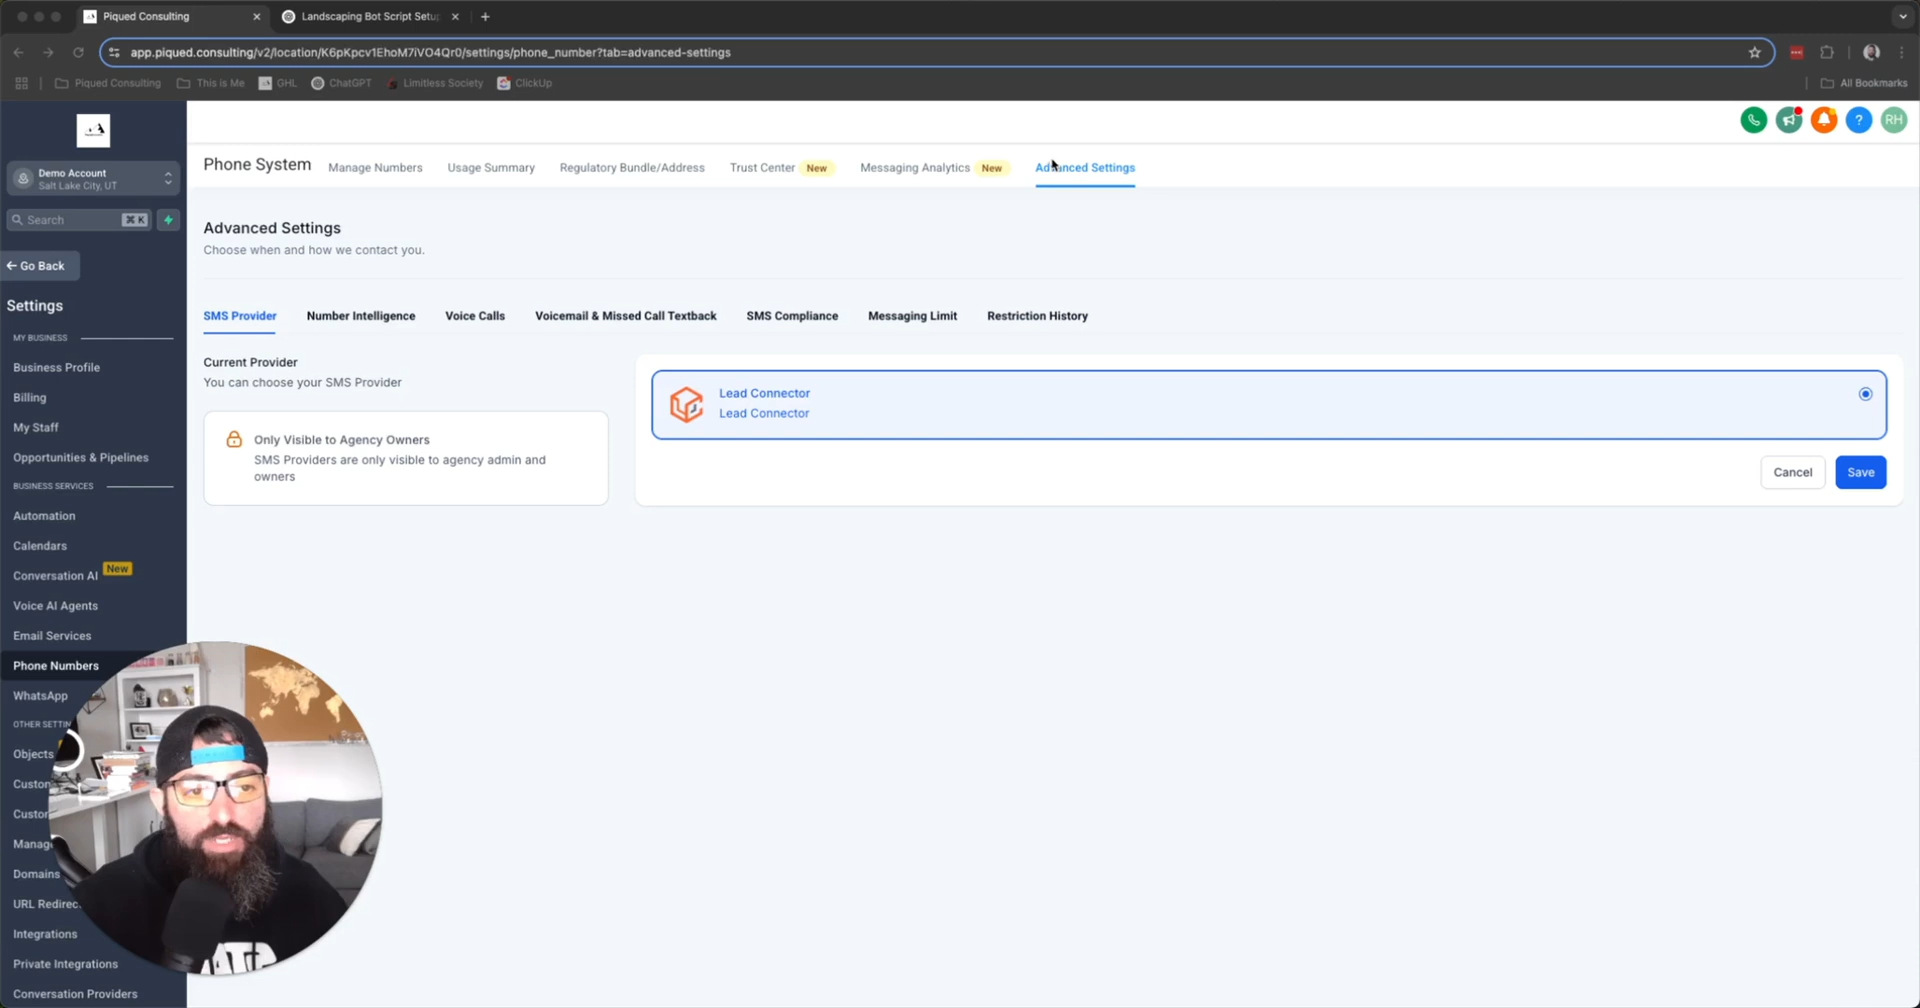 Piqued Consulting
Landscaping Bot Script Setu
app.piqued.consulting/v2/location/K6pKpcv1EhoM7iVO4Qr0/settings/phone_number?tab=advanced-settings
Piqued Consulting
This is Me
GHL
ChatGPT
Limitless Society
ClickUp
All Bookmarks
RH
Demo Account
Salt Lake City, UT
Search
⌘ K
← Go Back
Settings
MY BUSINESS
Business Profile
Billing
My Staff
Opportunities & Pipelines
BUSINESS SERVICES
Automation
Calendars
Conversation AI New
Voice AI Agents
Email Services
Phone Numbers
WhatsApp
OTHER SETTIN
Objects
Custor
Custor
Manag
Domains
URL Redirec
Integrations
Private Integrations
Conversation Providers
Phone System
Manage Numbers
Usage Summary
Regulatory Bundle/Address
Trust Center New
Messaging Analytics New
Advanced Settings
Advanced Settings
Choose when and how we contact you.
SMS Provider
Number Intelligence
Voice Calls
Voicemail & Missed Call Textback
SMS Compliance
Messaging Limit
Restriction History
Current Provider
You can choose your SMS Provider
Only Visible to Agency Owners
SMS Providers are only visible to agency admin and
owners
Lead Connector
Lead Connector
Cancel
Save